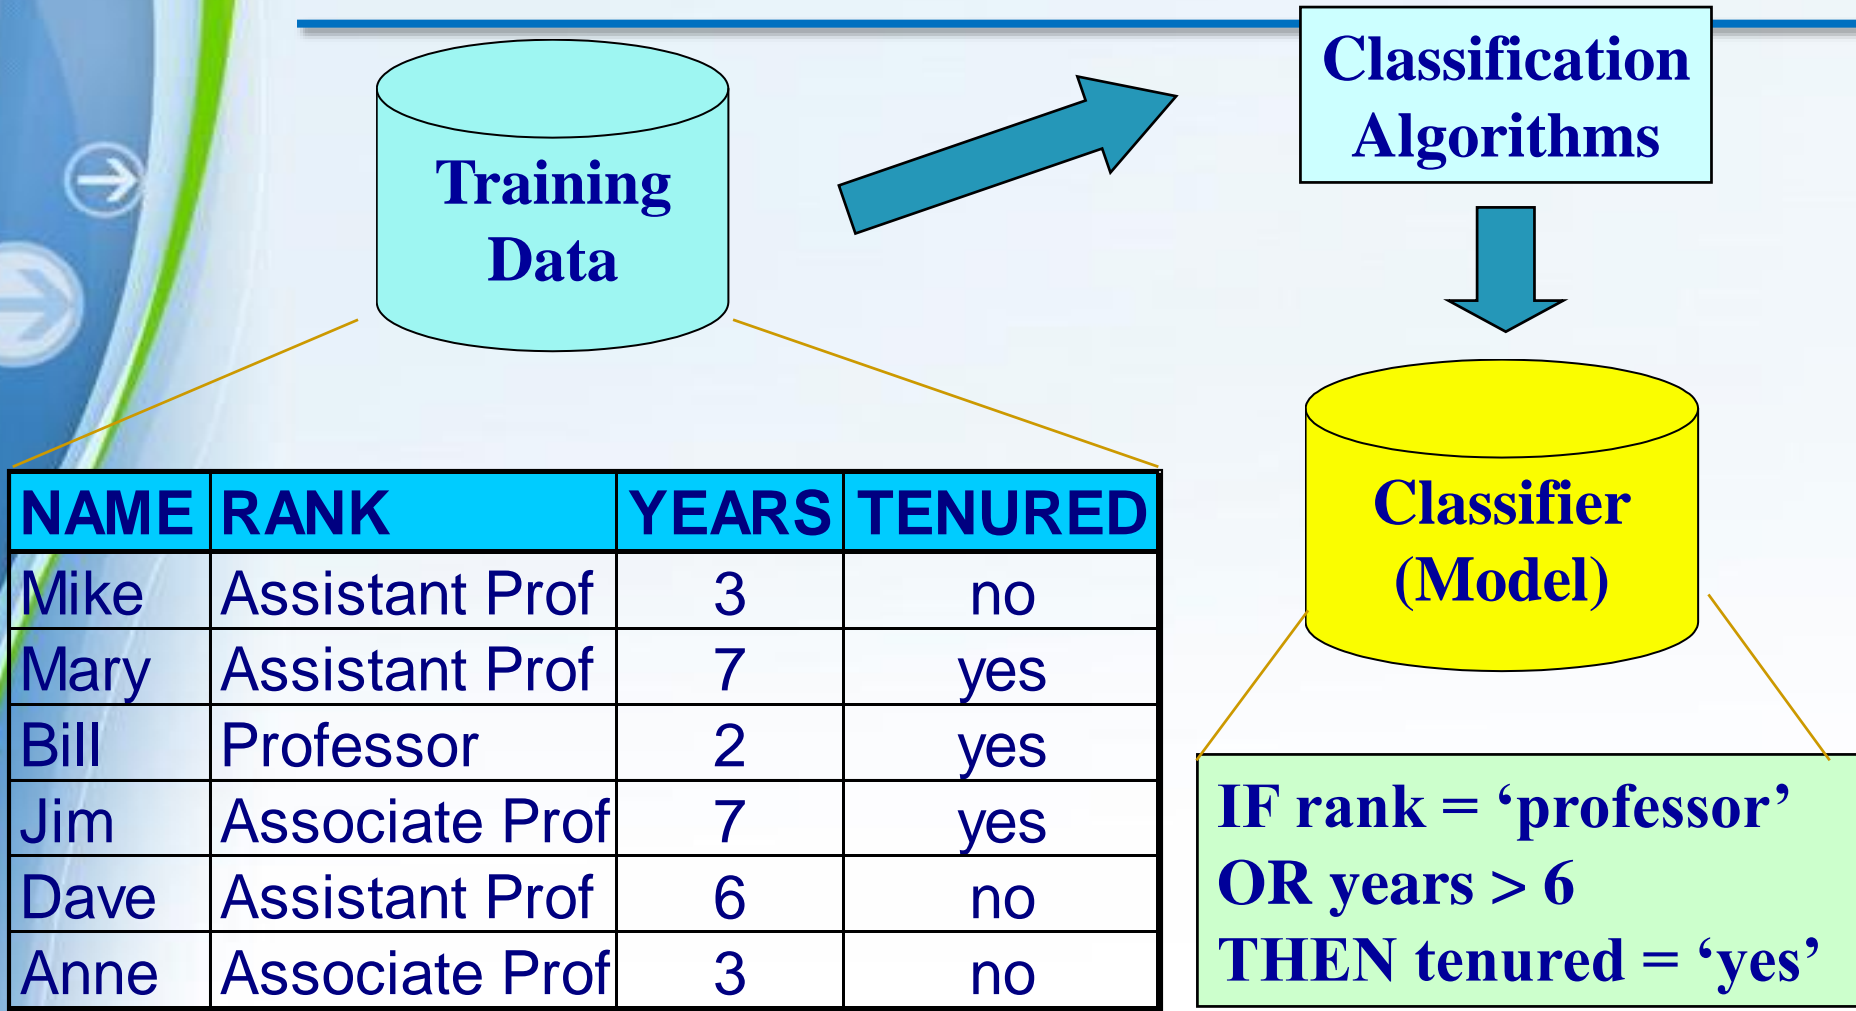 Classification
Algorithms
Training
Data
NAME RANK YEARS TENURED
Mike Assistant Prof 3 no
Mary Assistant Prof 7 yes
Bill Professor 2 yes
Jim Associate Prof 7 yes
Dave Assistant Prof 6 no
Anne Associate Prof 3 no
Classifier
(Model)
IF rank = ‘professor’
OR years > 6
THEN tenured = ‘yes’